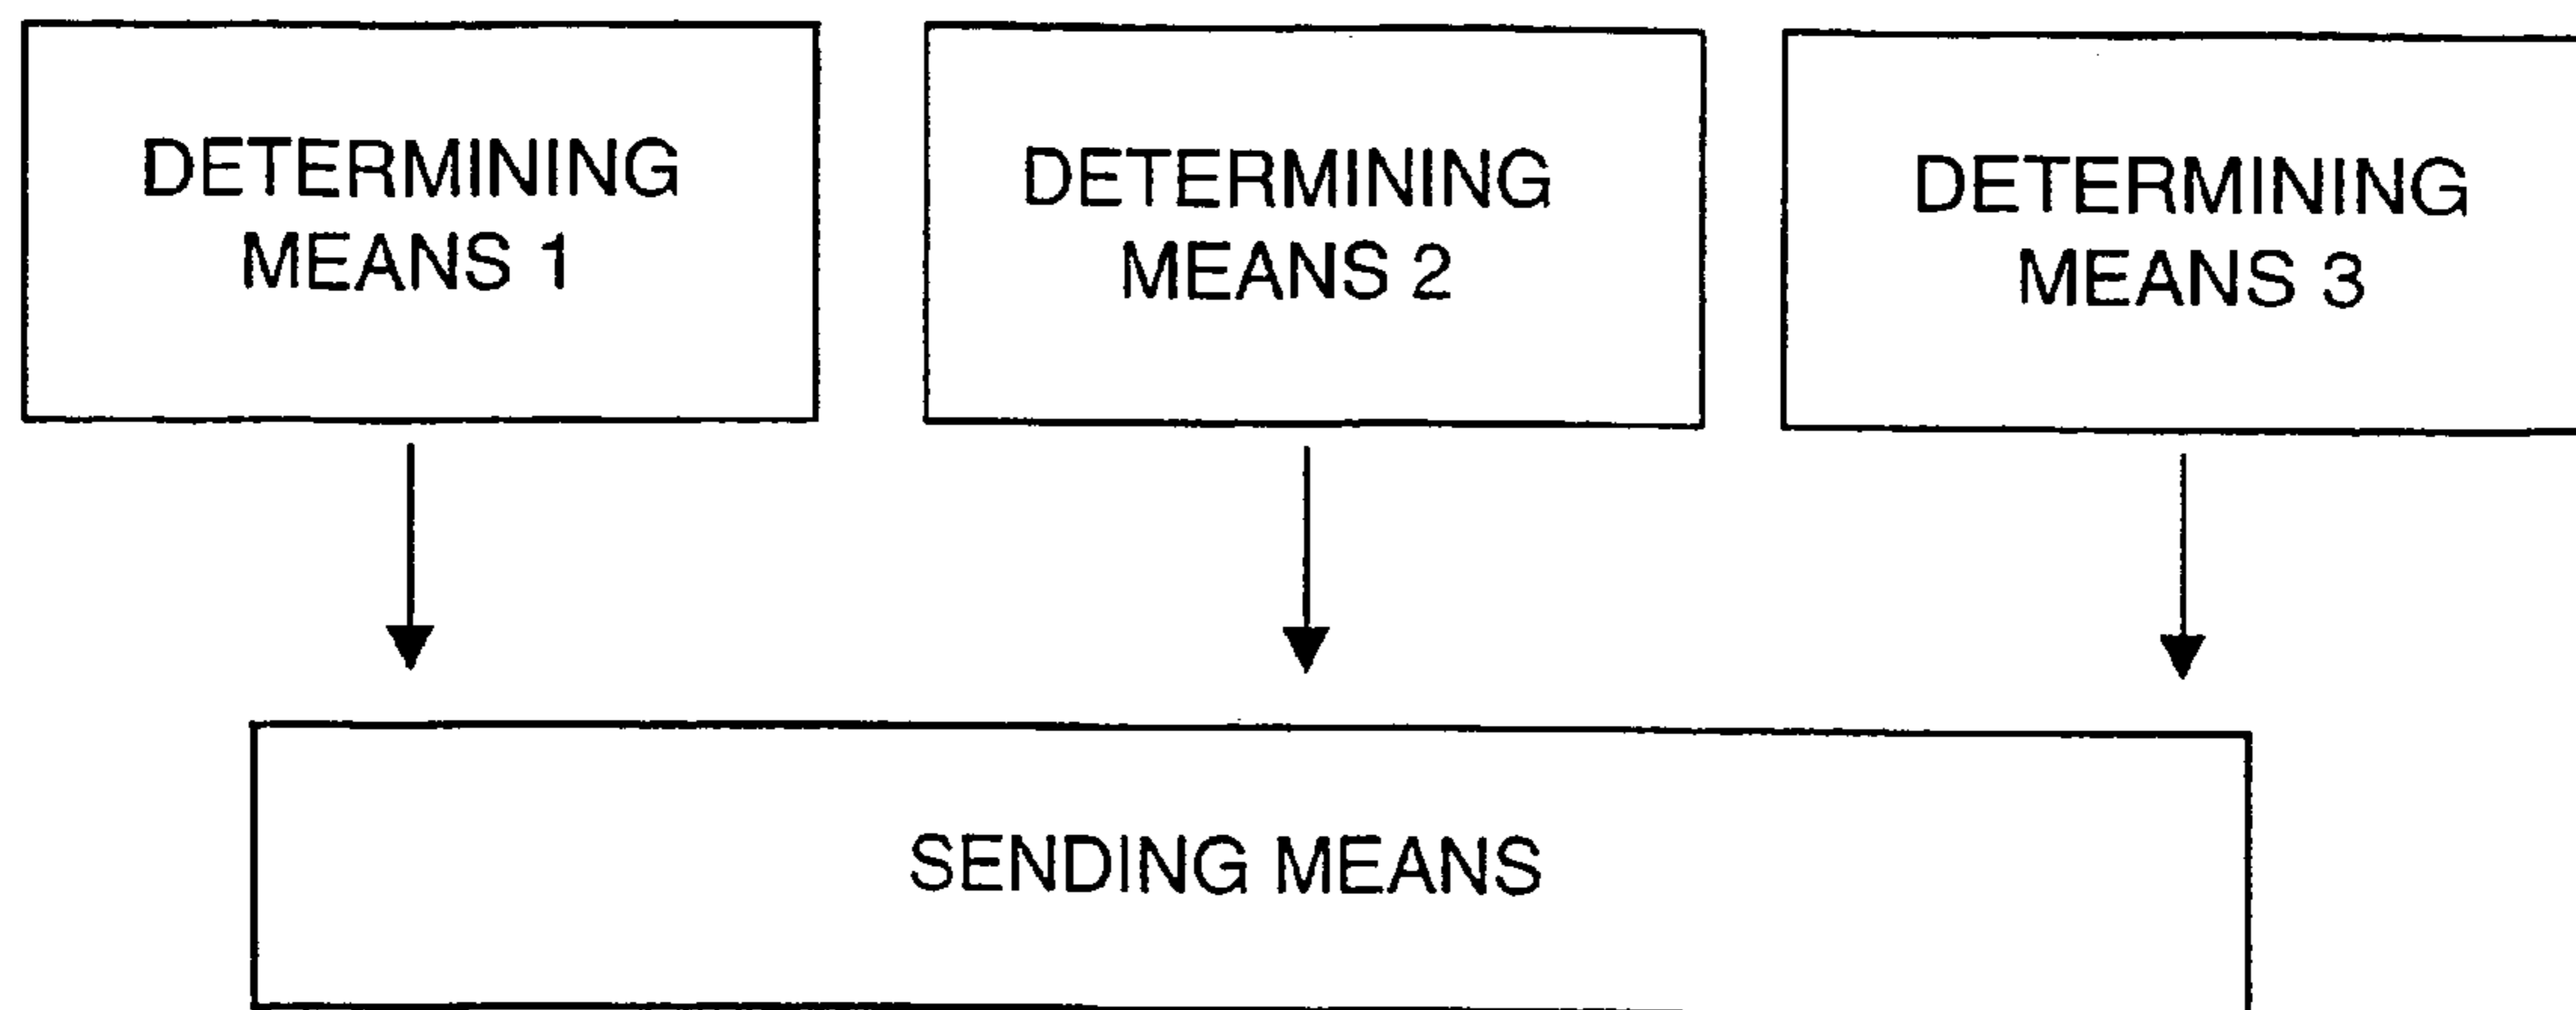 DETERMINING
MEANS 1
DETERMINING
MEANS 2
DETERMINING
MEANS 3
SENDING MEANS